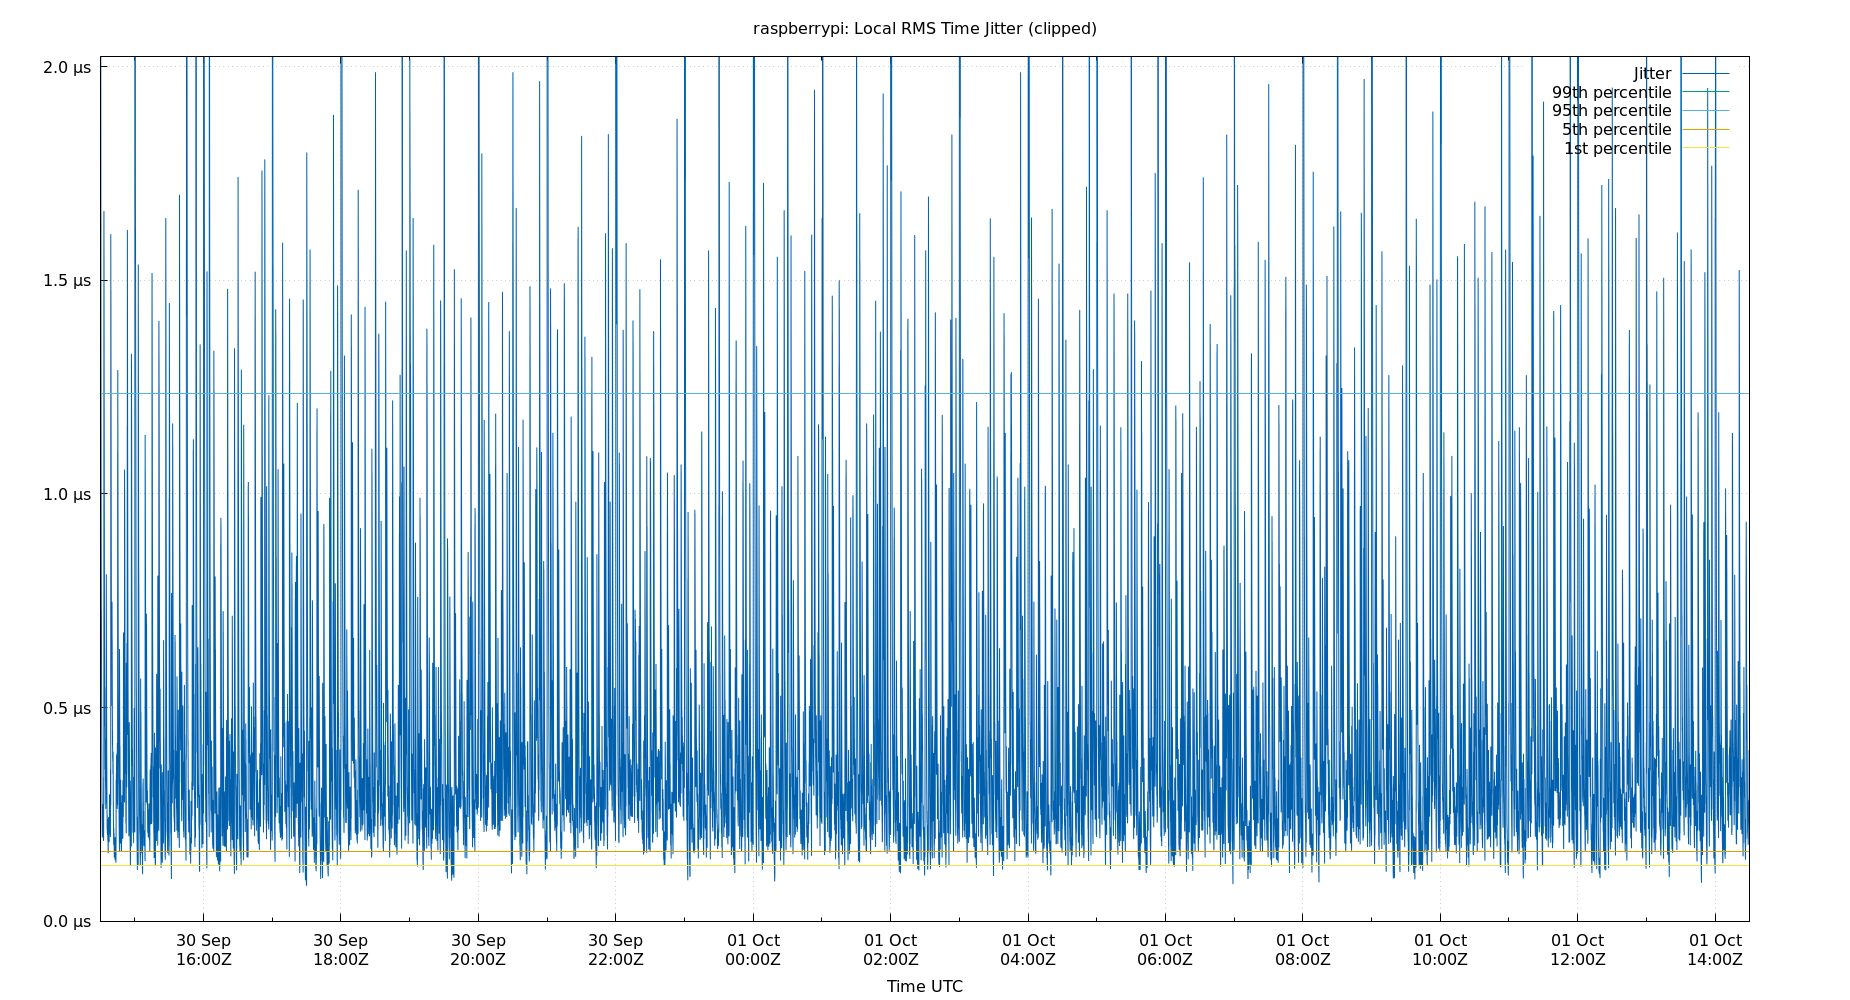 raspberrypi: Local RMS Time Jitter (clipped)
2.0 µs
1.5 µs
1.0 µs
0.5 µs
0.0 µs
Jitter
99th percentile
95th percentile
5th percentile
1st percentile
30 Sep 30 Sep 30 Sep 30 Sep 01 Oct 01 Oct 01 Oct 01 Oct 01 Oct 01 Oct 01 Oct 01 Oct
16:00Z 18:00Z 20:00Z 22:00Z 00:00Z 02:00Z 04:00Z 06:00Z 08:00Z 10:00Z 12:00Z 14:00Z
Time UTC